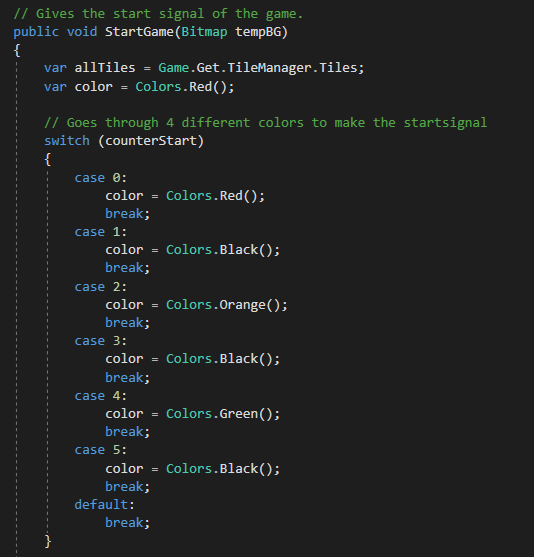 // Gives the start signal of the game.
public void StartGame(Bitmap tempBG)
{
var allTiles = Game.Get.TileManager.Tiles;
var color = Colors.Red();
// Goes through 4 different colors to make the startsignal
switch (counterStart)
{
case 0:
color = Colors.Red();
break;
case 1:
color = Colors.Black();
break;
case 2:
color = Colors.Orange();
break;
case 3:
color = Colors.Black();
break;
case 4:
color = Colors.Green();
break;
case 5:
color = Colors.Black();
break;
default:
break;
}